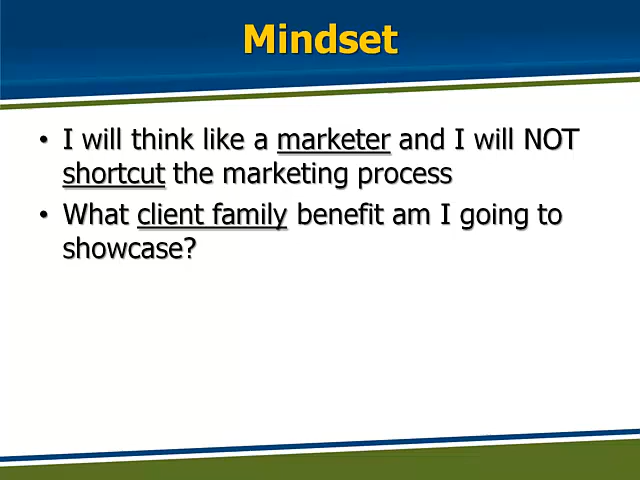 Mindset
• I will think like a marketer and I will NOT
shortcut the marketing process
• What client family benefit am I going to
showcase?